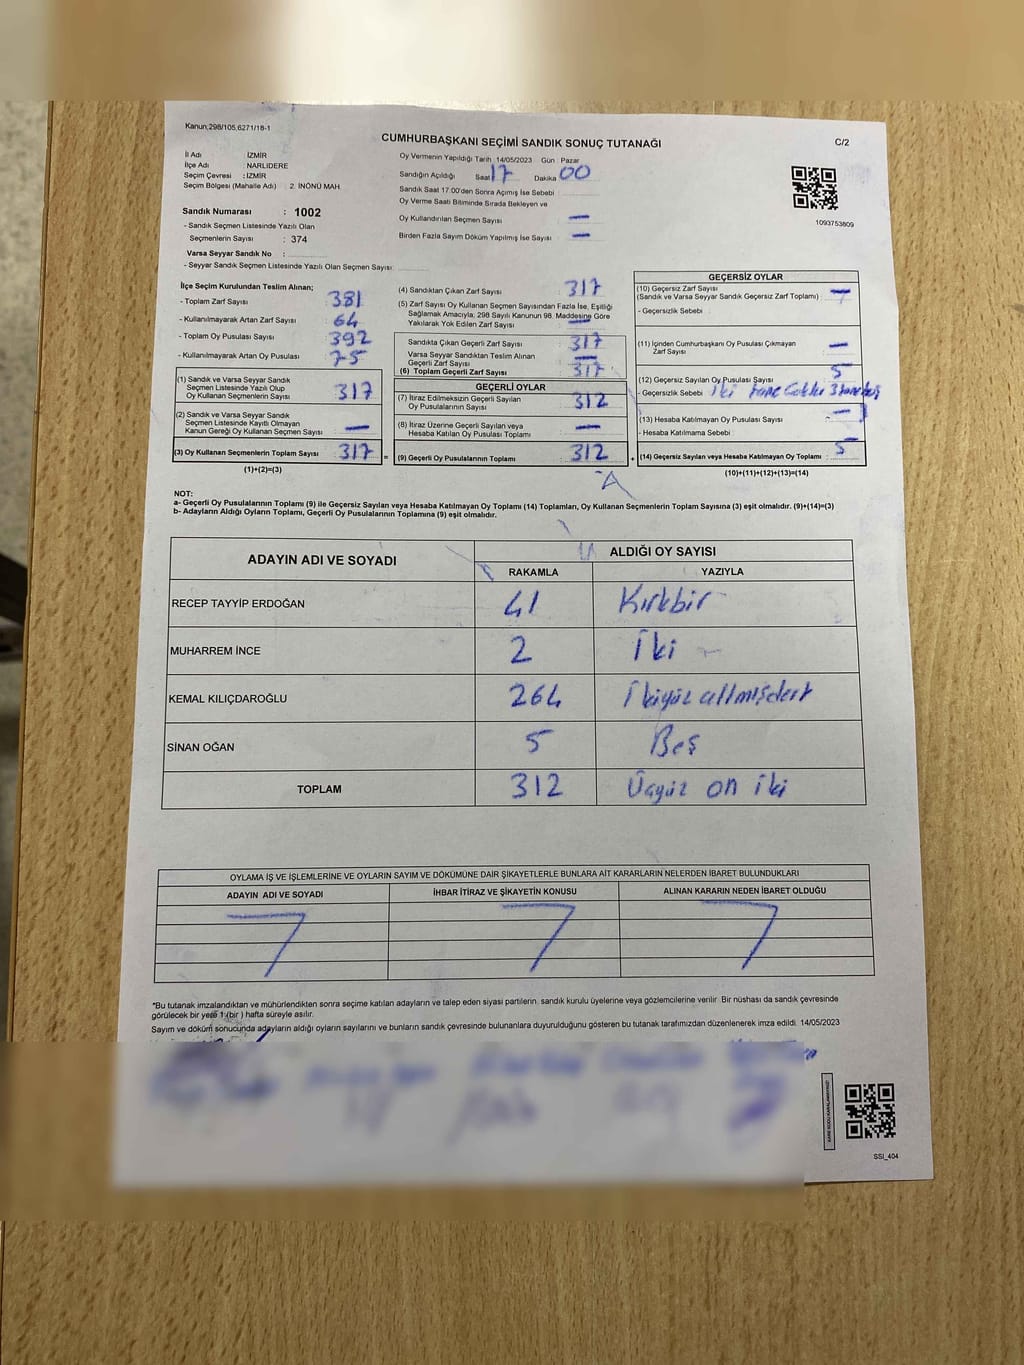 Kanun;298/105,6271/18-1
CUMHURBAŞKANI SEÇİMİ SANDIK SONUÇ TUTANAĞI
C/2
İl Adı : İZMİR
İlçe Adı : NARLIDERE
Seçim Çevresi : İZMİR
Seçim Bölgesi (Mahalle Adı) : 2. İNÖNÜ MAH.
Sandık Numarası : 1002
- Sandık Seçmen Listesinde Yazılı Olan
Seçmenlerin Sayısı : 374
Varsa Seyyar Sandık No :
- Seyyar Sandık Seçmen Listesinde Yazılı Olan Seçmen Sayısı:
Oy Vermenin Yapıldığı Tarih 14/05/2023 Gün : Pazar
Sandığın Açıldığı Saat 17 Dakika 00
Sandık Saat 17.00'den Sonra Açımış İse Sebebi
Oy Verme Saati Bitiminde Sırada Bekleyen ve
Oy Kullandırılan Seçmen Sayısı —
Birden Fazla Sayım Döküm Yapılmış İse Sayısı —
1093753809
İlçe Seçim Kurulundan Teslim Alınan;
- Toplam Zarf Sayısı : 381
- Kullanılmayarak Artan Zarf Sayısı : 64
- Toplam Oy Pusulası Sayısı : 392
- Kullanılmayarak Artan Oy Pusulası : 75
(1) Sandık ve Varsa Seyyar Sandık
Seçmen Listesinde Yazılı Olup
Oy Kullanan Seçmenlerin Sayısı : 317
(2) Sandık ve Varsa Seyyar Sandık
Seçmen Listesinde Kayıtlı Olmayan
Kanun Gereği Oy Kullanan Seçmen Sayısı : —
(3) Oy Kullanan Seçmenlerin Toplam Sayısı : 317 =
(1)+(2)=(3)
(4) Sandıktan Çıkan Zarf Sayısı : 317
(5) Zarf Sayısı Oy Kullanan Seçmen Sayısından Fazla İse, Eşitliği
Sağlamak Amacıyla; 298 Sayılı Kanunun 98. Maddesine Göre
Yakılarak Yok Edilen Zarf Sayısı : —
Sandıkta Çıkan Geçerli Zarf Sayısı : 317
Varsa Seyyar Sandıktan Teslim Alınan
Geçerli Zarf Sayısı : —
(6) Toplam Geçerli Zarf Sayısı : 317
GEÇERLİ OYLAR
(7) İtiraz Edilmeksizin Geçerli Sayılan
Oy Pusulalarının Sayısı : 312
(8) İtiraz Üzerine Geçerli Sayılan veya
Hesaba Katılan Oy Pusulası Toplamı : —
(9) Geçerli Oy Pusulalarının Toplamı : 312 +
GEÇERSİZ OYLAR
(10) Geçersiz Zarf Sayısı
(Sandık ve Varsa Seyyar Sandık Geçersiz Zarf Toplamı) : —
- Geçersizlik Sebebi :
(11) İçinden Cumhurbaşkanı Oy Pusulası Çıkmayan
Zarf Sayısı : —
(12) Geçersiz Sayılan Oy Pusulası Sayısı : 5
- Geçersizlik Sebebi : İki tane 3 tane
(13) Hesaba Katılmayan Oy Pusulası Sayısı : —
- Hesaba Katılmama Sebebi :
(14) Geçersiz Sayılan veya Hesaba Katılmayan Oy Toplamı : 5
(10)+(11)+(12)+(13)=(14)
NOT:
a- Geçerli Oy Pusulalarının Toplamı (9) ile Geçersiz Sayılan veya Hesaba Katılmayan Oy Toplamı (14) Toplamları, Oy Kullanan Seçmenlerin Toplam Sayısına (3) eşit olmalıdır. (9)+(14)=(3)
b- Adayların Aldığı Oyların Toplamı, Geçerli Oy Pusulalarının Toplamına (9) eşit olmalıdır.
ADAYIN ADI VE SOYADI
ALDIĞI OY SAYISI
RAKAMLA YAZIYLA
RECEP TAYYİP ERDOĞAN 41 Kırkbir
MUHARREM İNCE 2 İki
KEMAL KILIÇDAROĞLU 264 İkiyüz altmışdört
SİNAN OĞAN 5 Beş
TOPLAM 312 Üçyüz on iki
OYLAMA İŞ VE İŞLEMLERİNE VE OYLARIN SAYIM VE DÖKÜMÜNE DAİR ŞİKAYETLERLE BUNLARA AİT KARARLARIN NELERDEN İBARET BULUNDUKLARI
ADAYIN ADI VE SOYADI İHBAR İTİRAZ VE ŞİKAYETİN KONUSU ALINAN KARARIN NEDEN İBARET OLDUĞU
*Bu tutanak imzalandıktan ve mühürlendikten sonra seçime katılan adayların ve talep eden siyasi partilerin, sandık kurulu üyelerine veya gözlemcilerine verilir. Bir nüshası da sandık çevresinde
görülecek bir yere 1 (bir ) hafta süreyle asılır.
Sayım ve döküm sonucunda adayların aldığı oyların sayılarını ve bunların sandık çevresinde bulunanlara duyurulduğunu gösteren bu tutanak tarafımızdan düzenlenerek imza edildi. 14/05/2023
SSI_404